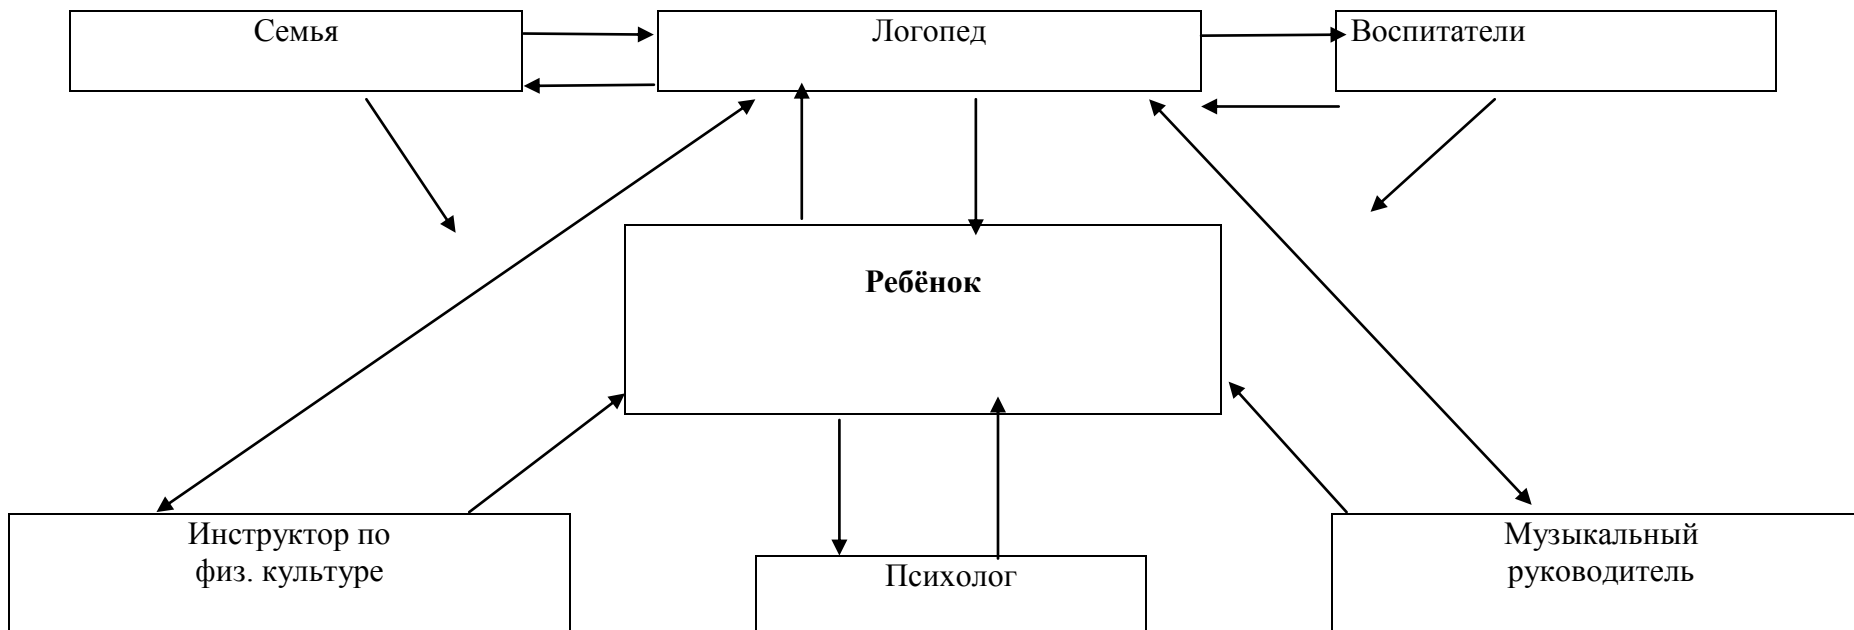 Семья
Логопед
Воспитатели
Ребёнок
Инструктор по
физ. культуре
Психолог
Музыкальный
руководитель